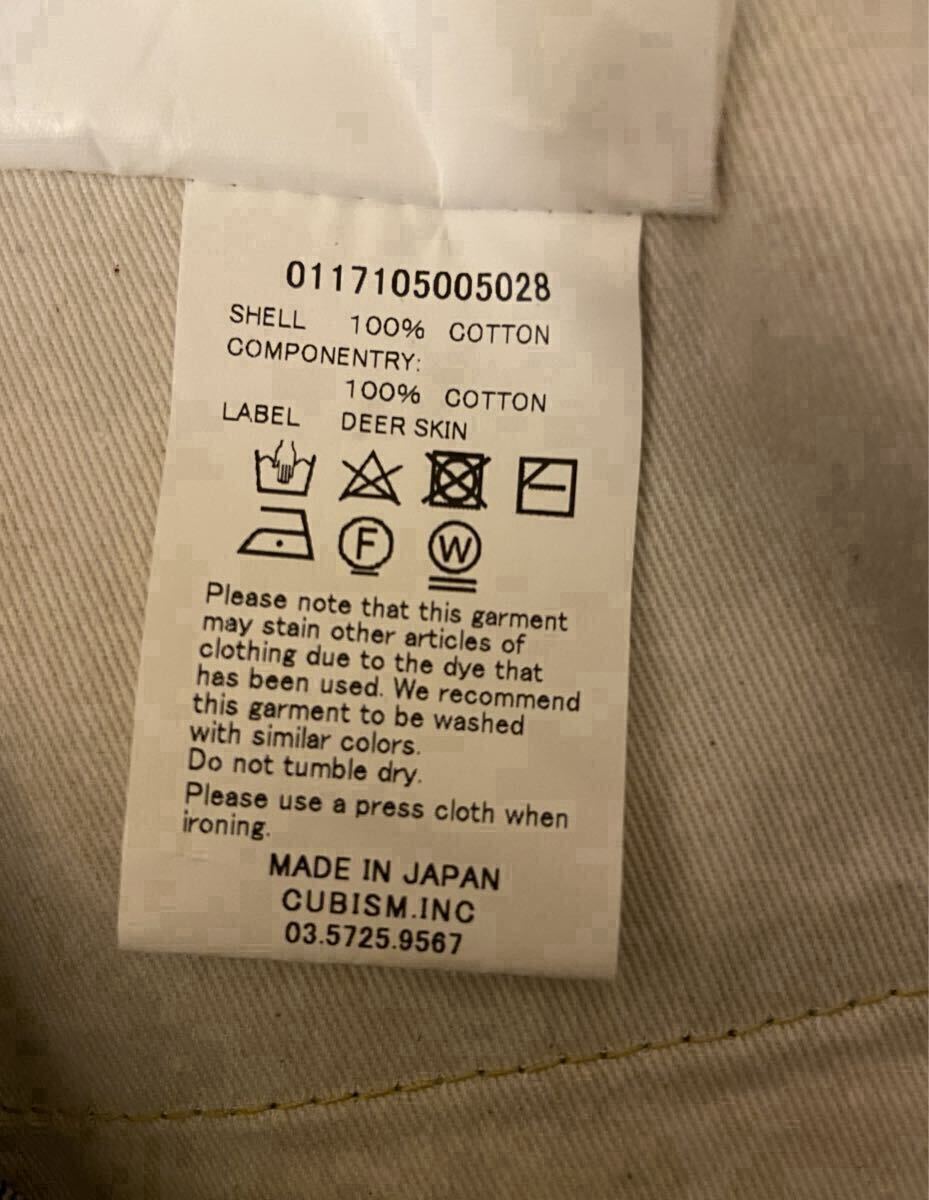 0117105005028
SHELL 100% COTTON
COMPONENTRY:
100% COTTON
LABEL DEER SKIN
F W
Please note that this garment
may stain other articles of
clothing due to the dye that
has been used. We recommend
this garment to be washed
with similar colors.
Do not tumble dry.
Please use a press cloth when
ironing.
MADE IN JAPAN
CUBISM.INC
03.5725.9567